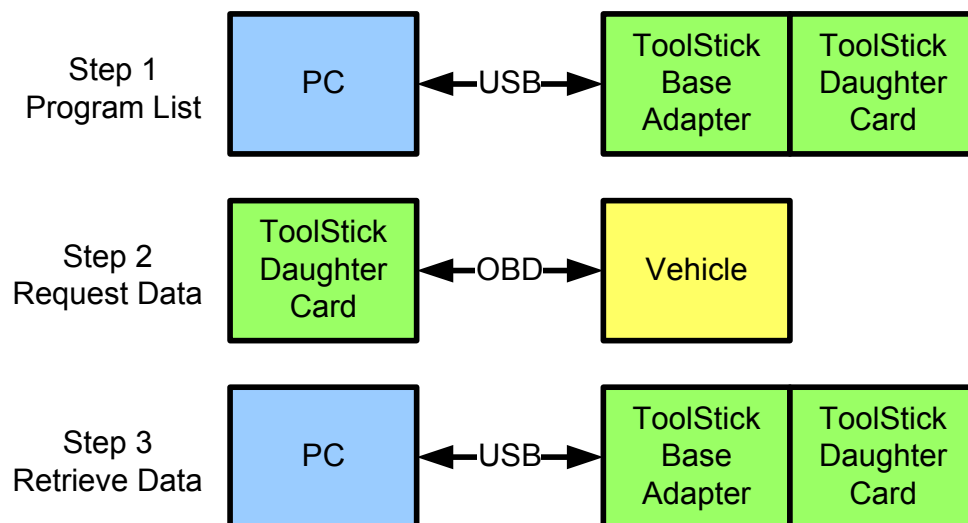 Step 1
Program List
PC
USB
ToolStick
Base
Adapter
ToolStick
Daughter
Card
Step 2
Request Data
ToolStick
Daughter
Card
OBD
Vehicle
Step 3
Retrieve Data
PC
USB
ToolStick
Base
Adapter
ToolStick
Daughter
Card